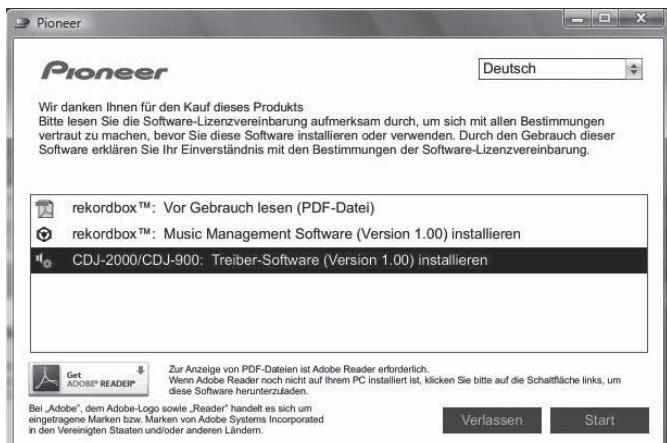 Pioneer
Pioneer
Deutsch
Wir danken Ihnen für den Kauf dieses Produkts
Bitte lesen Sie die Software-Lizenzvereinbarung aufmerksam durch, um sich mit allen Bestimmungen
vertraut zu machen, bevor Sie diese Software installieren oder verwenden. Durch den Gebrauch dieser
Software erklären Sie Ihr Einverständnis mit den Bestimmungen der Software-Lizenzvereinbarung.
rekordbox™: Vor Gebrauch lesen (PDF-Datei)
rekordbox™: Music Management Software (Version 1.00) installieren
CDJ-2000/CDJ-900: Treiber-Software (Version 1.00) installieren
Get
ADOBE® READER®
Zur Anzeige von PDF-Dateien ist Adobe Reader erforderlich.
Wenn Adobe Reader noch nicht auf Ihrem PC installiert ist, klicken Sie bitte auf die Schaltfläche links, um
diese Software herunterzuladen.
Bei „Adobe", dem Adobe-Logo sowie „Reader" handelt es sich um
eingetragene Marken bzw. Marken von Adobe Systems Incorporated
in den Vereinigten Staaten und/oder anderen Ländern.
Verlassen
Start